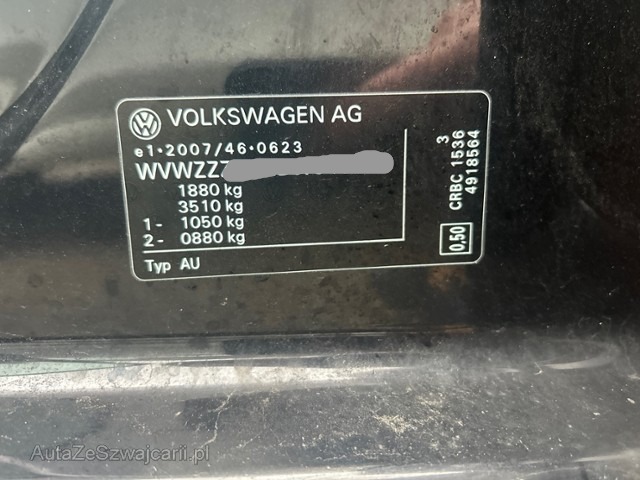 VOLKSWAGEN AG
e1*2007/46*0623
WVWZZZ
1880 kg
3510 kg
1- 1050 kg
2- 0880 kg
Typ AU
3
CRBC 1536
4918564
0,50
AutaZeSzwajcarii.pl